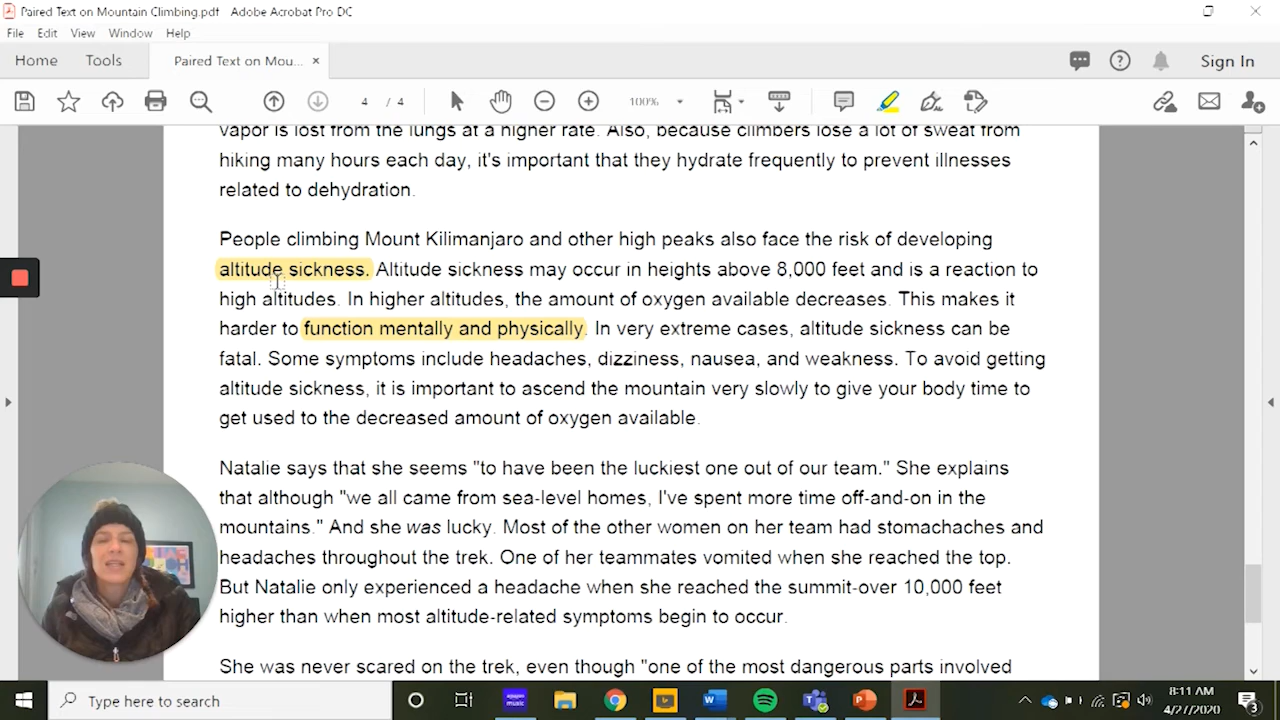 Paired Text on Mountain Climbing.pdf - Adobe Acrobat Pro DC
File Edit View Window Help
Home Tools Paired Text on Mou... × Sign In
4 / 4 100%
vapor is lost from the lungs at a higher rate. Also, because climbers lose a lot of sweat from
hiking many hours each day, it's important that they hydrate frequently to prevent illnesses
related to dehydration.
People climbing Mount Kilimanjaro and other high peaks also face the risk of developing
altitude sickness. Altitude sickness may occur in heights above 8,000 feet and is a reaction to
high altitudes. In higher altitudes, the amount of oxygen available decreases. This makes it
harder to function mentally and physically. In very extreme cases, altitude sickness can be
fatal. Some symptoms include headaches, dizziness, nausea, and weakness. To avoid getting
altitude sickness, it is important to ascend the mountain very slowly to give your body time to
get used to the decreased amount of oxygen available.
Natalie says that she seems "to have been the luckiest one out of our team." She explains
that although "we all came from sea-level homes, I've spent more time off-and-on in the
mountains." And she was lucky. Most of the other women on her team had stomachaches and
headaches throughout the trek. One of her teammates vomited when she reached the top.
But Natalie only experienced a headache when she reached the summit-over 10,000 feet
higher than when most altitude-related symptoms begin to occur.
She was never scared on the trek, even though "one of the most dangerous parts involved
Type here to search
amazon music
8:11 AM
4/27/2020
3